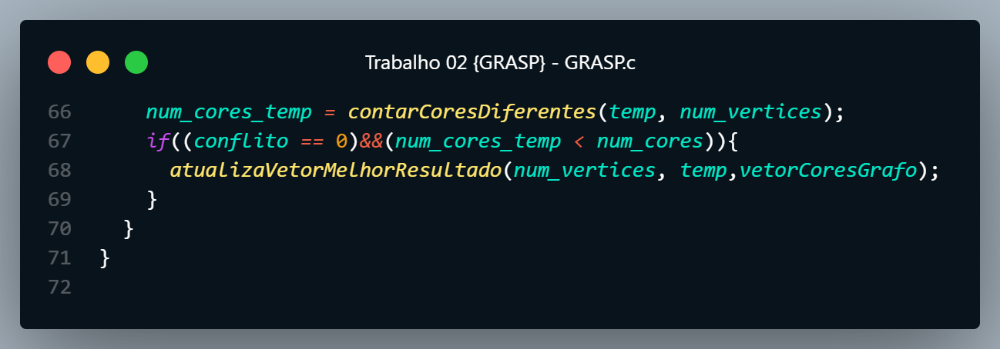 Trabalho 02 {GRASP} - GRASP.c
66 num_cores_temp = contarCoresDiferentes(temp, num_vertices);
67 if((conflito == 0)&&(num_cores_temp < num_cores)){
68 atualizaVetorMelhorResultado(num_vertices, temp,vetorCoresGrafo);
69 }
70 }
71 }
72